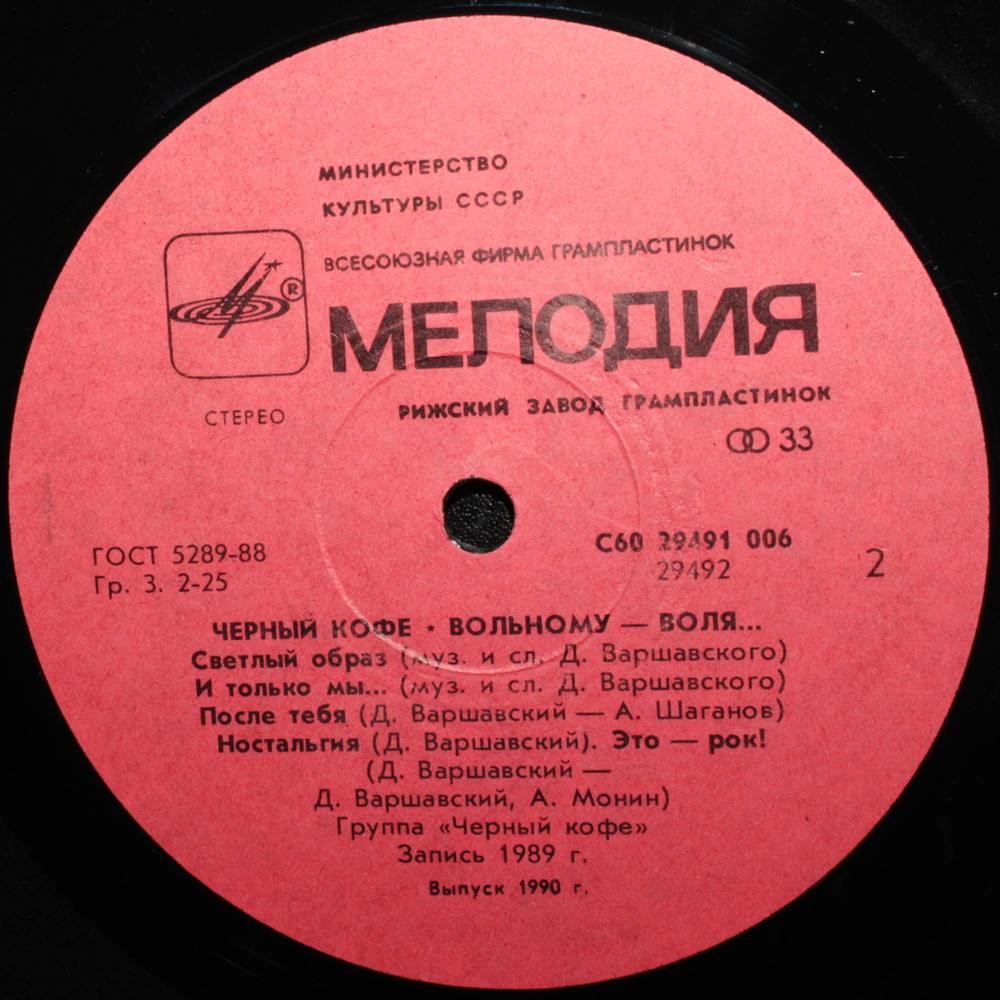 МИНИСТЕРСТВО
КУЛЬТУРЫ СССР
ВСЕСОЮЗНАЯ ФИРМА ГРАМПЛАСТИНОК
®
МЕЛОДИЯ
СТЕРЕО
РИЖСКИЙ ЗАВОД ГРАМПЛАСТИНОК
33
ГОСТ 5289-88
Гр. 3. 2-25
С60 29491 006
29492
2
ЧЕРНЫЙ КОФЕ • ВОЛЬНОМУ — ВОЛЯ...
Светлый образ (муз. и сл. Д. Варшавского)
И только мы... (муз. и сл. Д. Варшавского)
После тебя (Д. Варшавский — А. Шаганов)
Ностальгия (Д. Варшавский). Это — рок!
(Д. Варшавский —
Д. Варшавский, А. Монин)
Группа «Черный кофе»
Запись 1989 г.
Выпуск 1990 г.